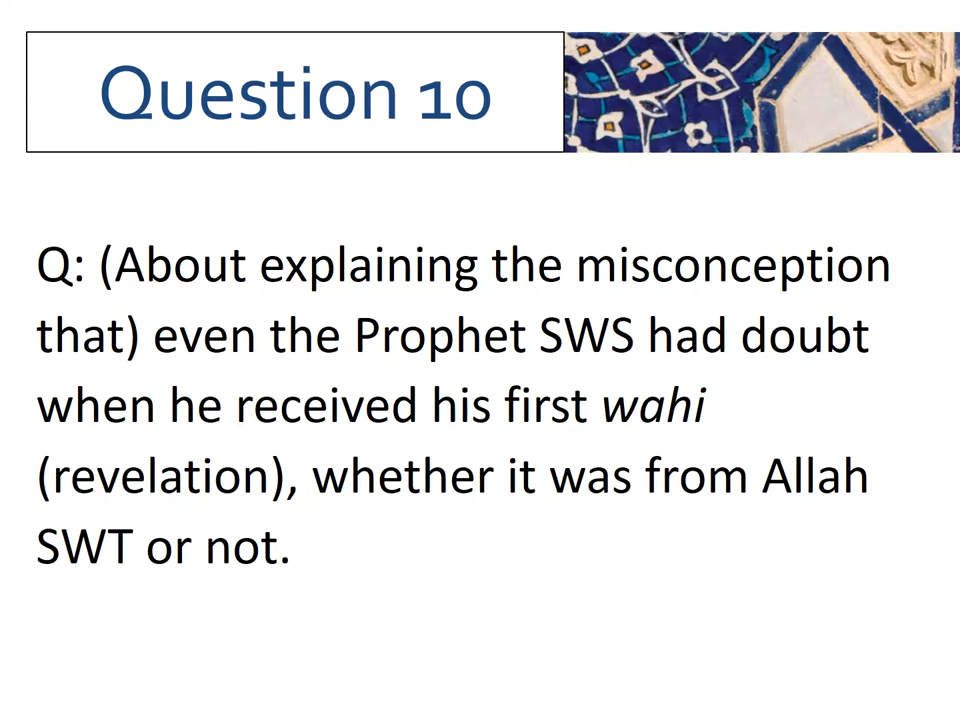 Question 10
Q: (About explaining the misconception
that) even the Prophet SWS had doubt
when he received his first wahi
(revelation), whether it was from Allah
SWT or not.